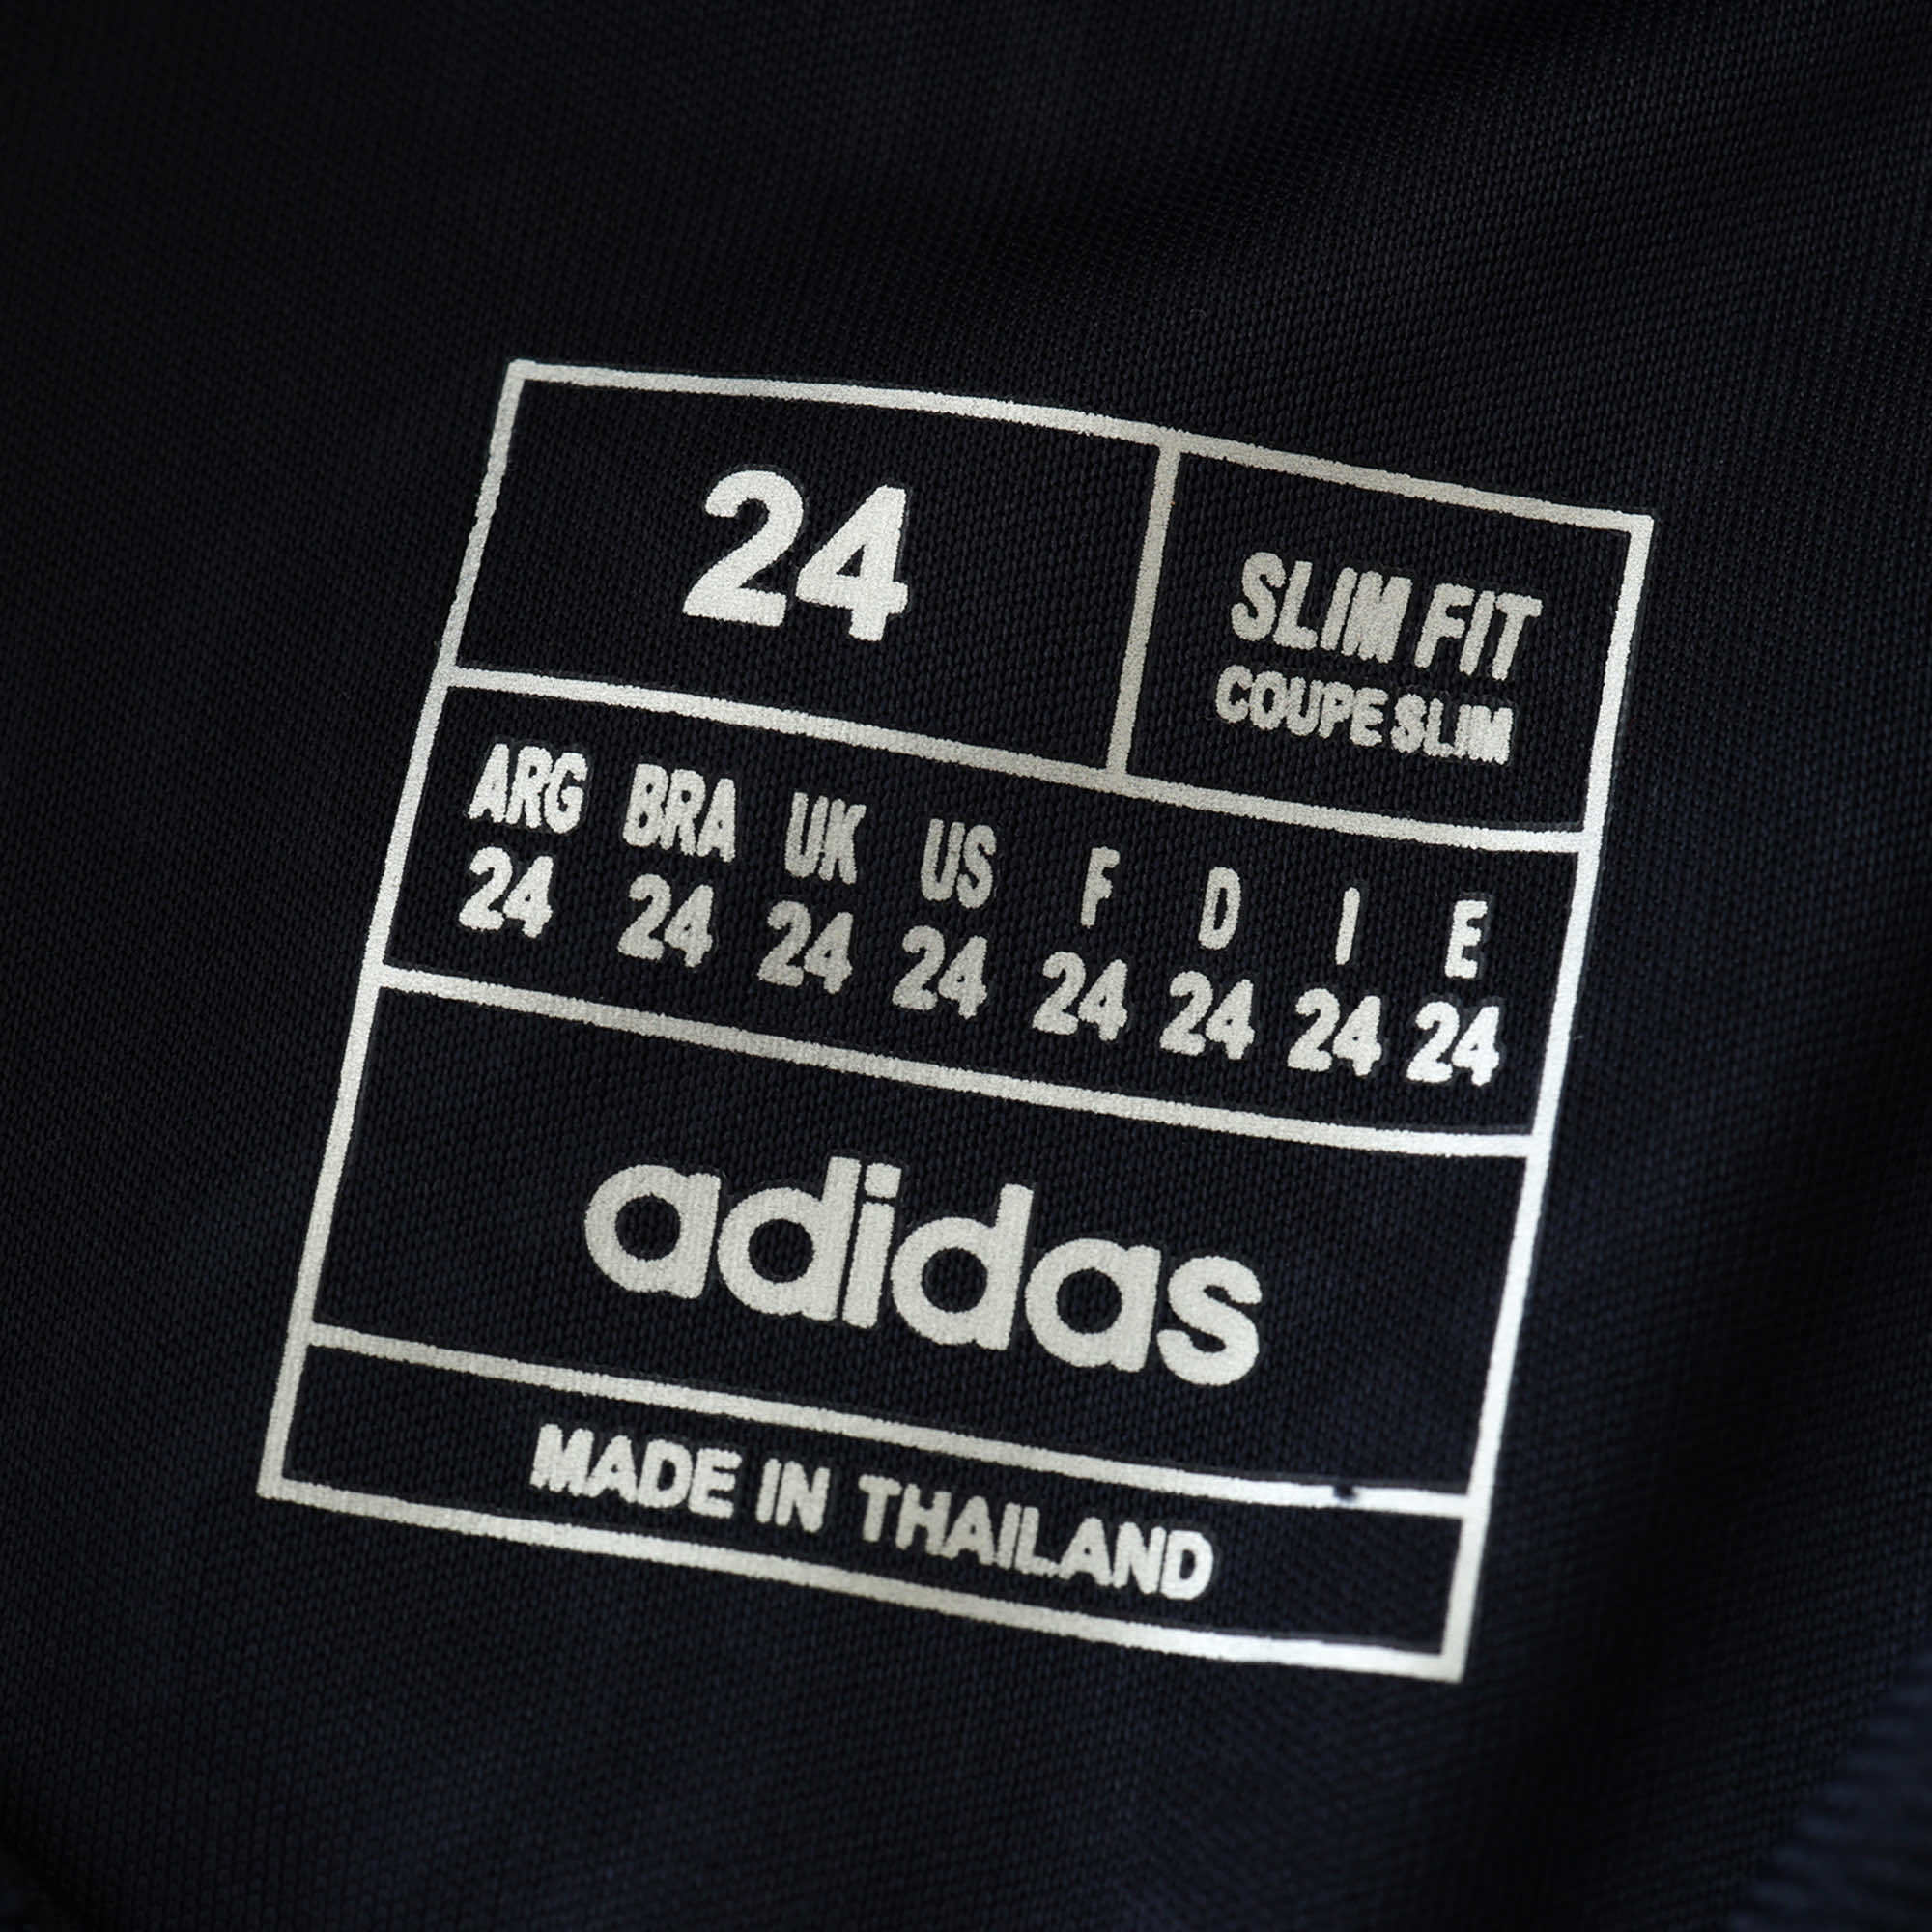 24
SLIM FIT
COUPE SLIM
ARG BRA UK US F D I E
24 24 24 24 24 24 24 24
adidas
MADE IN THAILAND